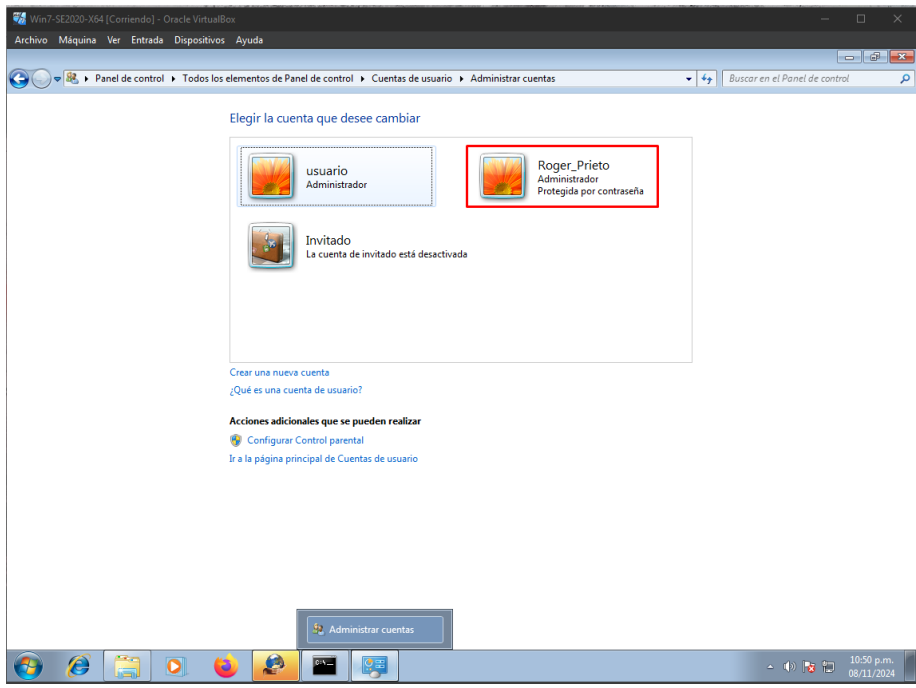 Win7-SE2020-X64 [Corriendo] - Oracle VirtualBox
Archivo Máquina Ver Entrada Dispositivos Ayuda
Panel de control Todos los elementos de Panel de control Cuentas de usuario Administrar cuentas Buscar en el Panel de control
Elegir la cuenta que desee cambiar
usuario
Administrador
Roger_Prieto
Administrador
Protegida por contraseña
Invitado
La cuenta de invitado está desactivada
Crear una nueva cuenta
¿Qué es una cuenta de usuario?
Acciones adicionales que se pueden realizar
Configurar Control parental
Ir a la página principal de Cuentas de usuario
Administrar cuentas
10:50 p.m.
08/11/2024